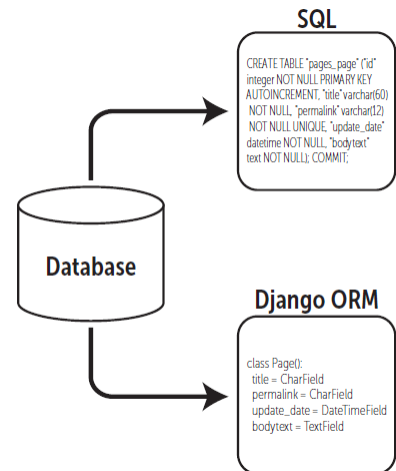 SQL
CREATE TABLE "pages_page" ("id"
integer NOT NULL PRIMARY KEY
AUTOINCREMENT, "title" varchar(60)
NOT NULL, "permalink" varchar(12)
NOT NULL UNIQUE, "update_date"
datetime NOT NULL, "bodytext"
text NOT NULL); COMMIT;
Database
Django ORM
class Page():
title = CharField
permalink = CharField
update_date = DateTimeField
bodytext = TextField